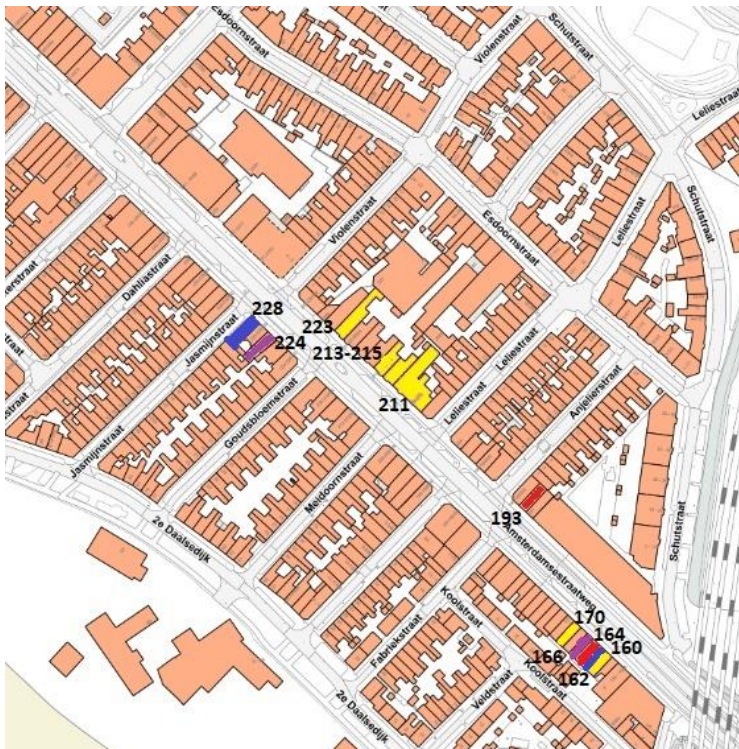 Esdoornstraat
Violenstraat
Schutstraat
Leliestraat
Violenstraat
Esdoornstraat
Leliestraat
Schutstraat
Dahliastraat
Jasmijnstraat
228
224
223
213-215
211
Leliestraat
Leliestraat
Anjelierstraat
Goudsbloemstraat
Jasmijnstraat
Meidoornstraat
2e Daalsedijk
193
Amsterdamsestraatweg
Schutstraat
Koolstraat
Fabriekstraat
170
164
160
166
162
Koolstraat
Veldstraat
2e Daalsedijk